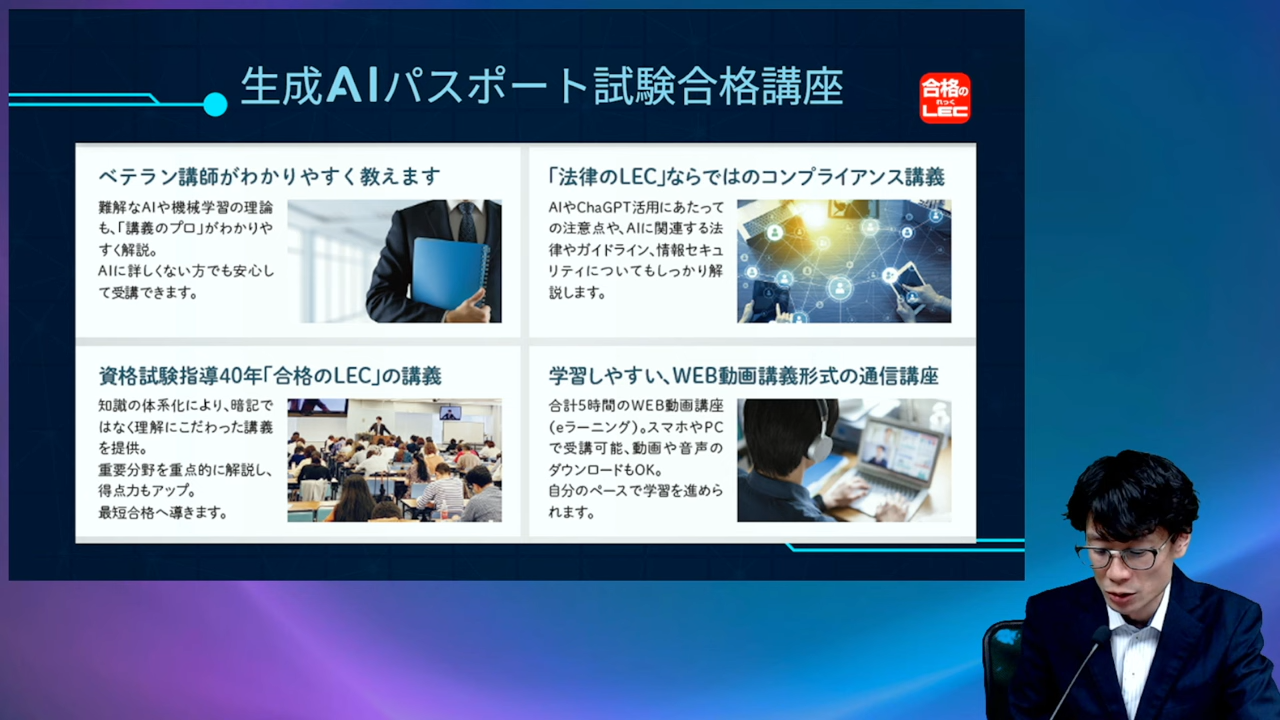 生成AIパスポート試験合格講座
合格の
れっく
LEC
ベテラン講師がわかりやすく教えます
難解なAIや機械学習の理論
も、「講義のプロ」がわかりや
すく解説。
AIに詳しくない方でも安心し
て受講できます。
「法律のLEC」ならではのコンプライアンス講義
AIやChaGPT活用にあたって
の注意点や、AIに関連する法
律やガイドライン、情報セキュ
リティについてもしっかり解
説します。
資格試験指導40年「合格のLEC」の講義
知識の体系化により、暗記で
はなく理解にこだわった講義
を提供。
重要分野を重点的に解説し、
得点力もアップ。
最短合格へ導きます。
学習しやすい、WEB動画講義形式の通信講座
合計5時間のWEB動画講座
(eラーニング)。スマホやPC
で受講可能、動画や音声の
ダウンロードもOK。
自分のペースで学習を進めら
れます。